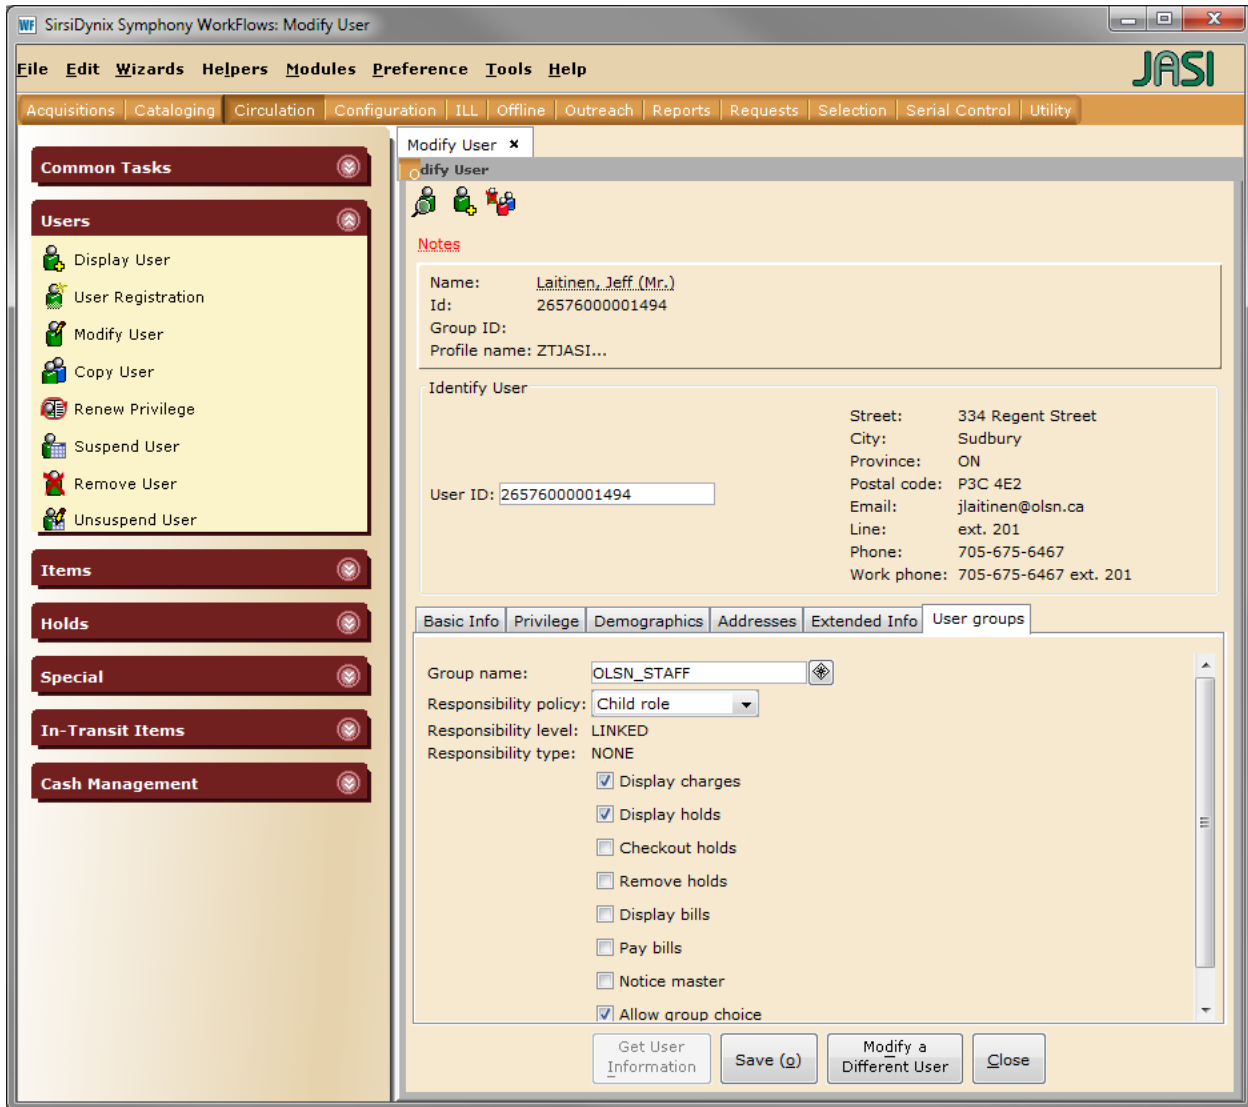 WF SirsiDynix Symphony WorkFlows: Modify User
File Edit Wizards Helpers Modules Preference Tools Help
JASI
Acquisitions Cataloging Circulation Configuration ILL Offline Outreach Reports Requests Selection Serial Control Utility
Common Tasks
Users
Display User
User Registration
Modify User
Copy User
Renew Privilege
Suspend User
Remove User
Unsuspend User
Items
Holds
Special
In-Transit Items
Cash Management
Modify User
odify User
Notes
Name: Laitinen, Jeff (Mr.)
Id: 26576000001494
Group ID:
Profile name: ZTJASI...
Identify User
User ID: 26576000001494
Street: 334 Regent Street
City: Sudbury
Province: ON
Postal code: P3C 4E2
Email: jlaitinen@olsn.ca
Line: ext. 201
Phone: 705-675-6467
Work phone: 705-675-6467 ext. 201
Basic Info Privilege Demographics Addresses Extended Info User groups
Group name: OLSN_STAFF
Responsibility policy: Child role
Responsibility level: LINKED
Responsibility type: NONE
Display charges
Display holds
Checkout holds
Remove holds
Display bills
Pay bills
Notice master
Allow group choice
Get User Information
Save (o)
Modify a Different User
Close